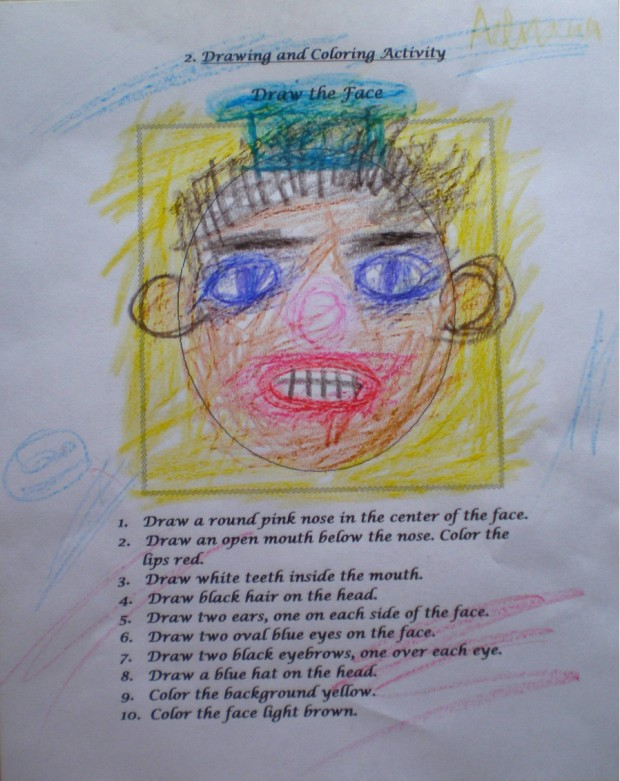 2. Drawing and Coloring Activity
Draw the Face
1. Draw a round pink nose in the center of the face.
2. Draw an open mouth below the nose. Color the
lips red.
3. Draw white teeth inside the mouth.
4. Draw black hair on the head.
5. Draw two ears, one on each side of the face.
6. Draw two oval blue eyes on the face.
7. Draw two black eyebrows, one over each eye.
8. Draw a blue hat on the head.
9. Color the background yellow.
10. Color the face light brown.